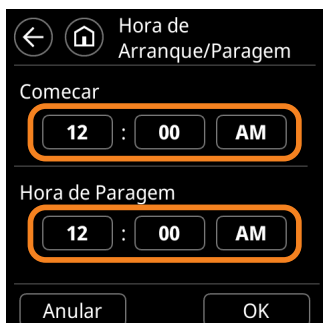 Hora de
Arranque/Paragem
Comecar
12 : 00 AM
Hora de Paragem
12 : 00 AM
Anular OK